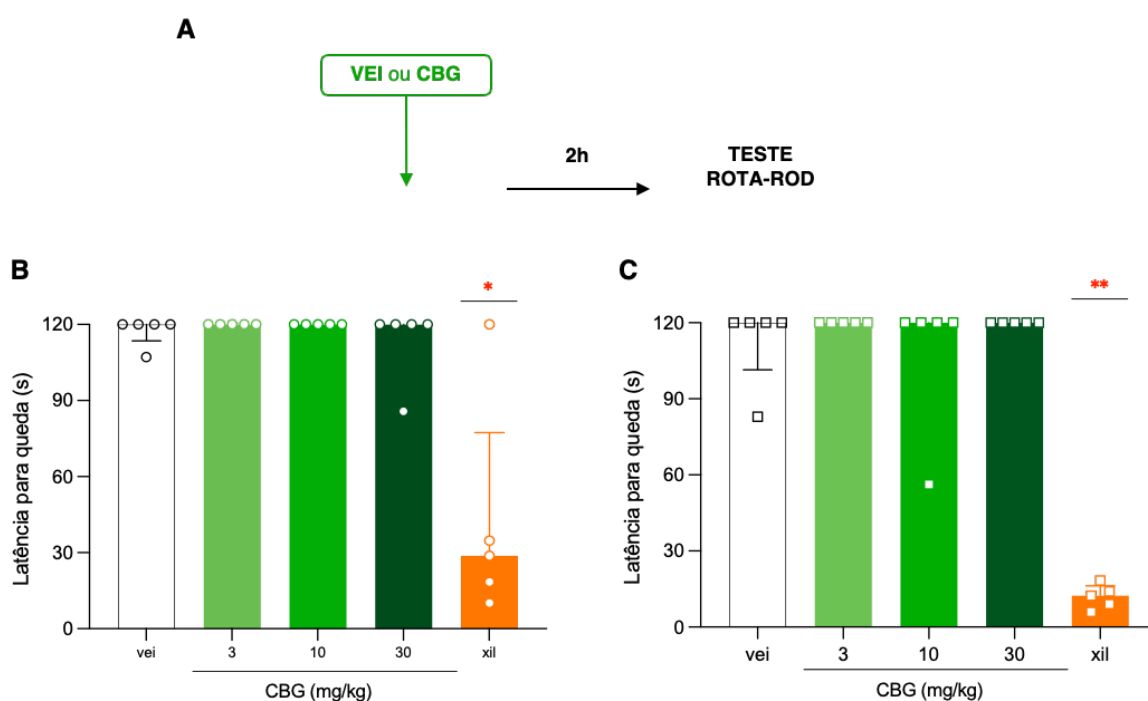 A
VEI ou CBG
2h
TESTE
ROTA-ROD
B
*
Latência para queda (s)
120
90
60
30
0
vei
3
10
30
xil
CBG (mg/kg)
C
**
Latência para queda (s)
120
90
60
30
0
vei
3
10
30
xil
CBG (mg/kg)